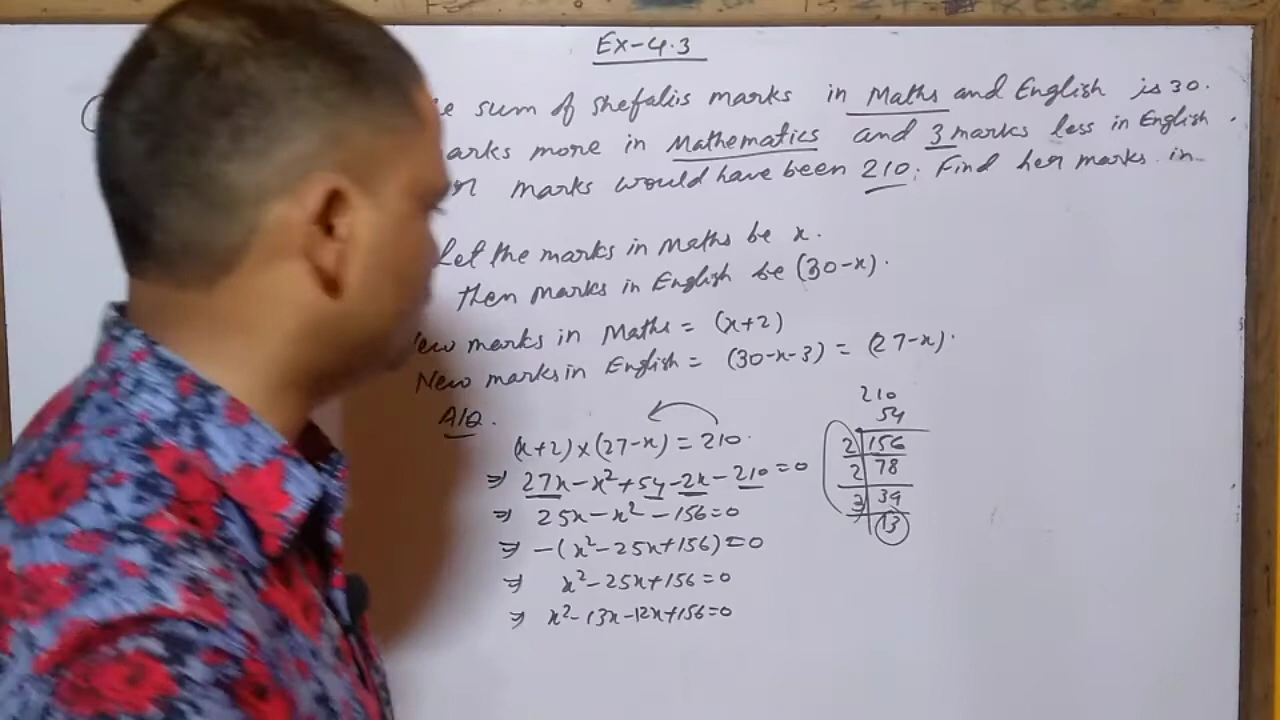 Ex-4.3
sum of shefalis marks in Maths and English is 30.
arks more in Mathematics and 3 marks less in English.
marks would have been 210. Find her marks in
Let the marks in Maths be x.
then marks in English be (30-x).
New marks in Maths = (x+2)
New marks in English = (30-x-3) = (27-x).
A/Q.
(x+2)×(27-x) = 210.
⇒ 27x-x²+54-2x-210=0
⇒ 25x-x²-156=0
⇒ -(x²-25x+156)=0
⇒ x²-25x+156=0
⇒ x²-13x-12x+156=0
210
54
2 156
2 78
3 39
13